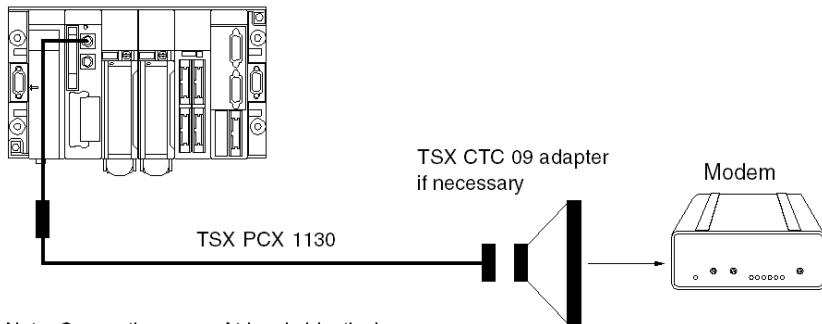 TSX CTC 09 adapter
if necessary
Modem
TSX PCX 1130